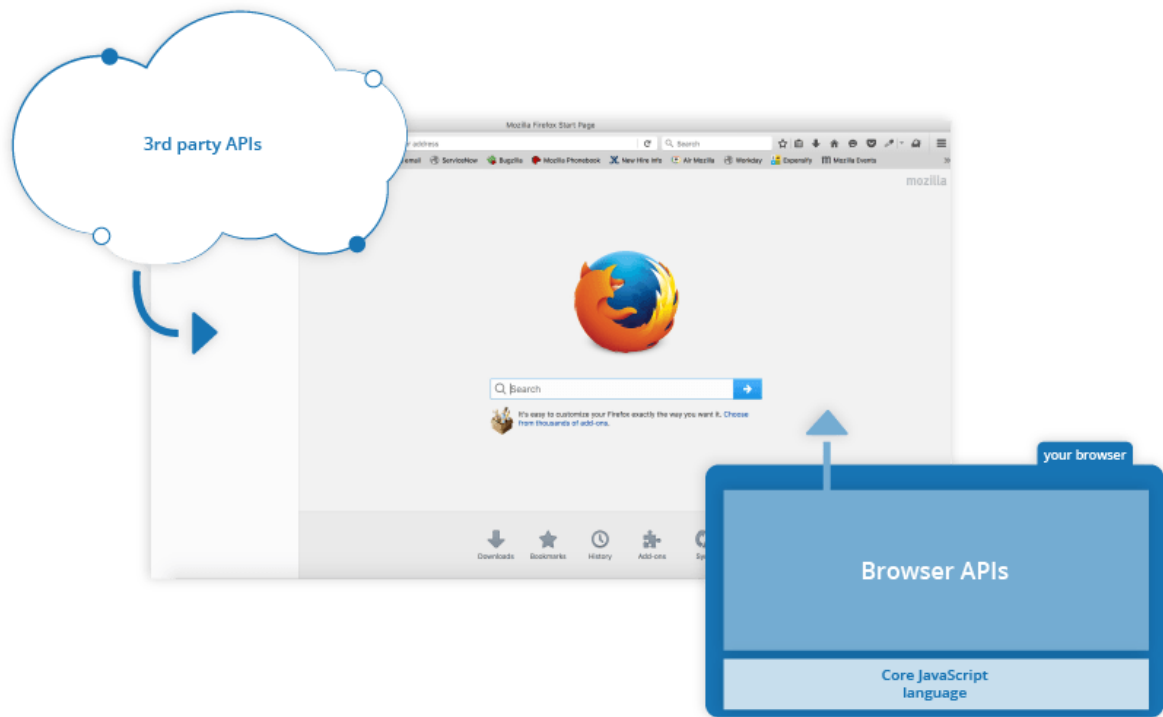 3rd party APIs
Mozilla Firefox Start Page
address
Search
email ServiceNow Bugzilla Mozilla Phonebook New Hire Info Air Mozilla Workday Expensify Mozilla Events
mozilla
Search
It's easy to customize your Firefox exactly the way you want it. Choose
from thousands of add-ons.
your browser
Downloads Bookmarks History Add-ons
Browser APIs
Core JavaScript
language